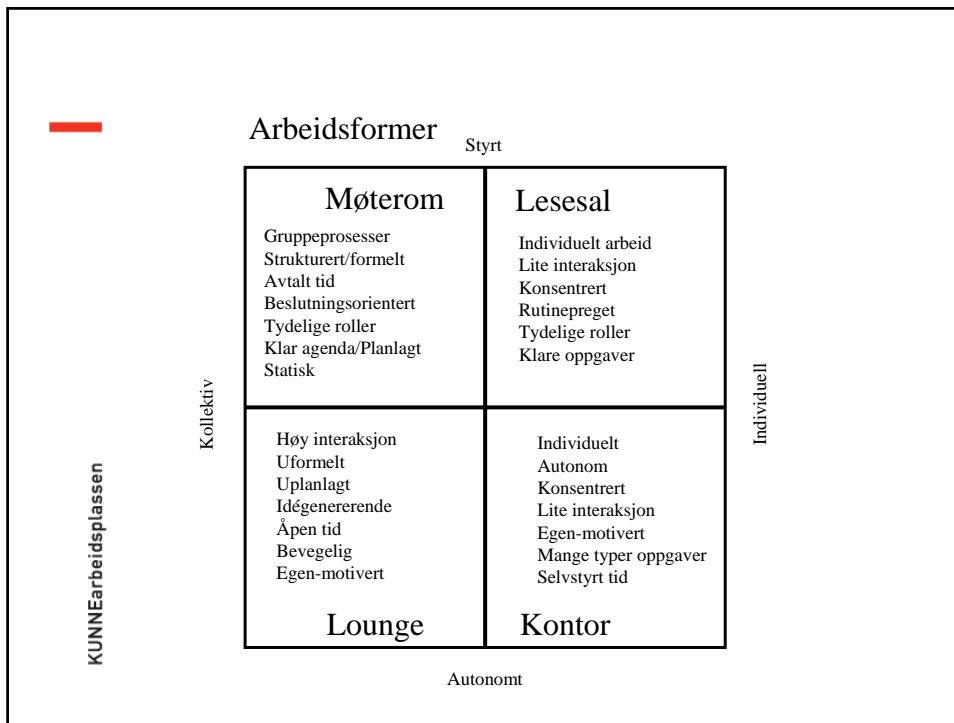 Arbeidsformer
Styrt
Møterom
Gruppeprosesser
Strukturert/formelt
Avtalt tid
Beslutningsorientert
Tydelige roller
Klar agenda/Planlagt
Statisk
Lesesal
Individuelt arbeid
Lite interaksjon
Konsentrert
Rutinepreget
Tydelige roller
Klare oppgaver
Kollektiv
Individuell
Høy interaksjon
Uformelt
Uplanlagt
Idégenererende
Åpen tid
Bevegelig
Egen-motivert
Lounge
Individuelt
Autonom
Konsentrert
Lite interaksjon
Egen-motivert
Mange typer oppgaver
Selvstyrt tid
Kontor
Autonomt
KUNNEarbeidsplassen